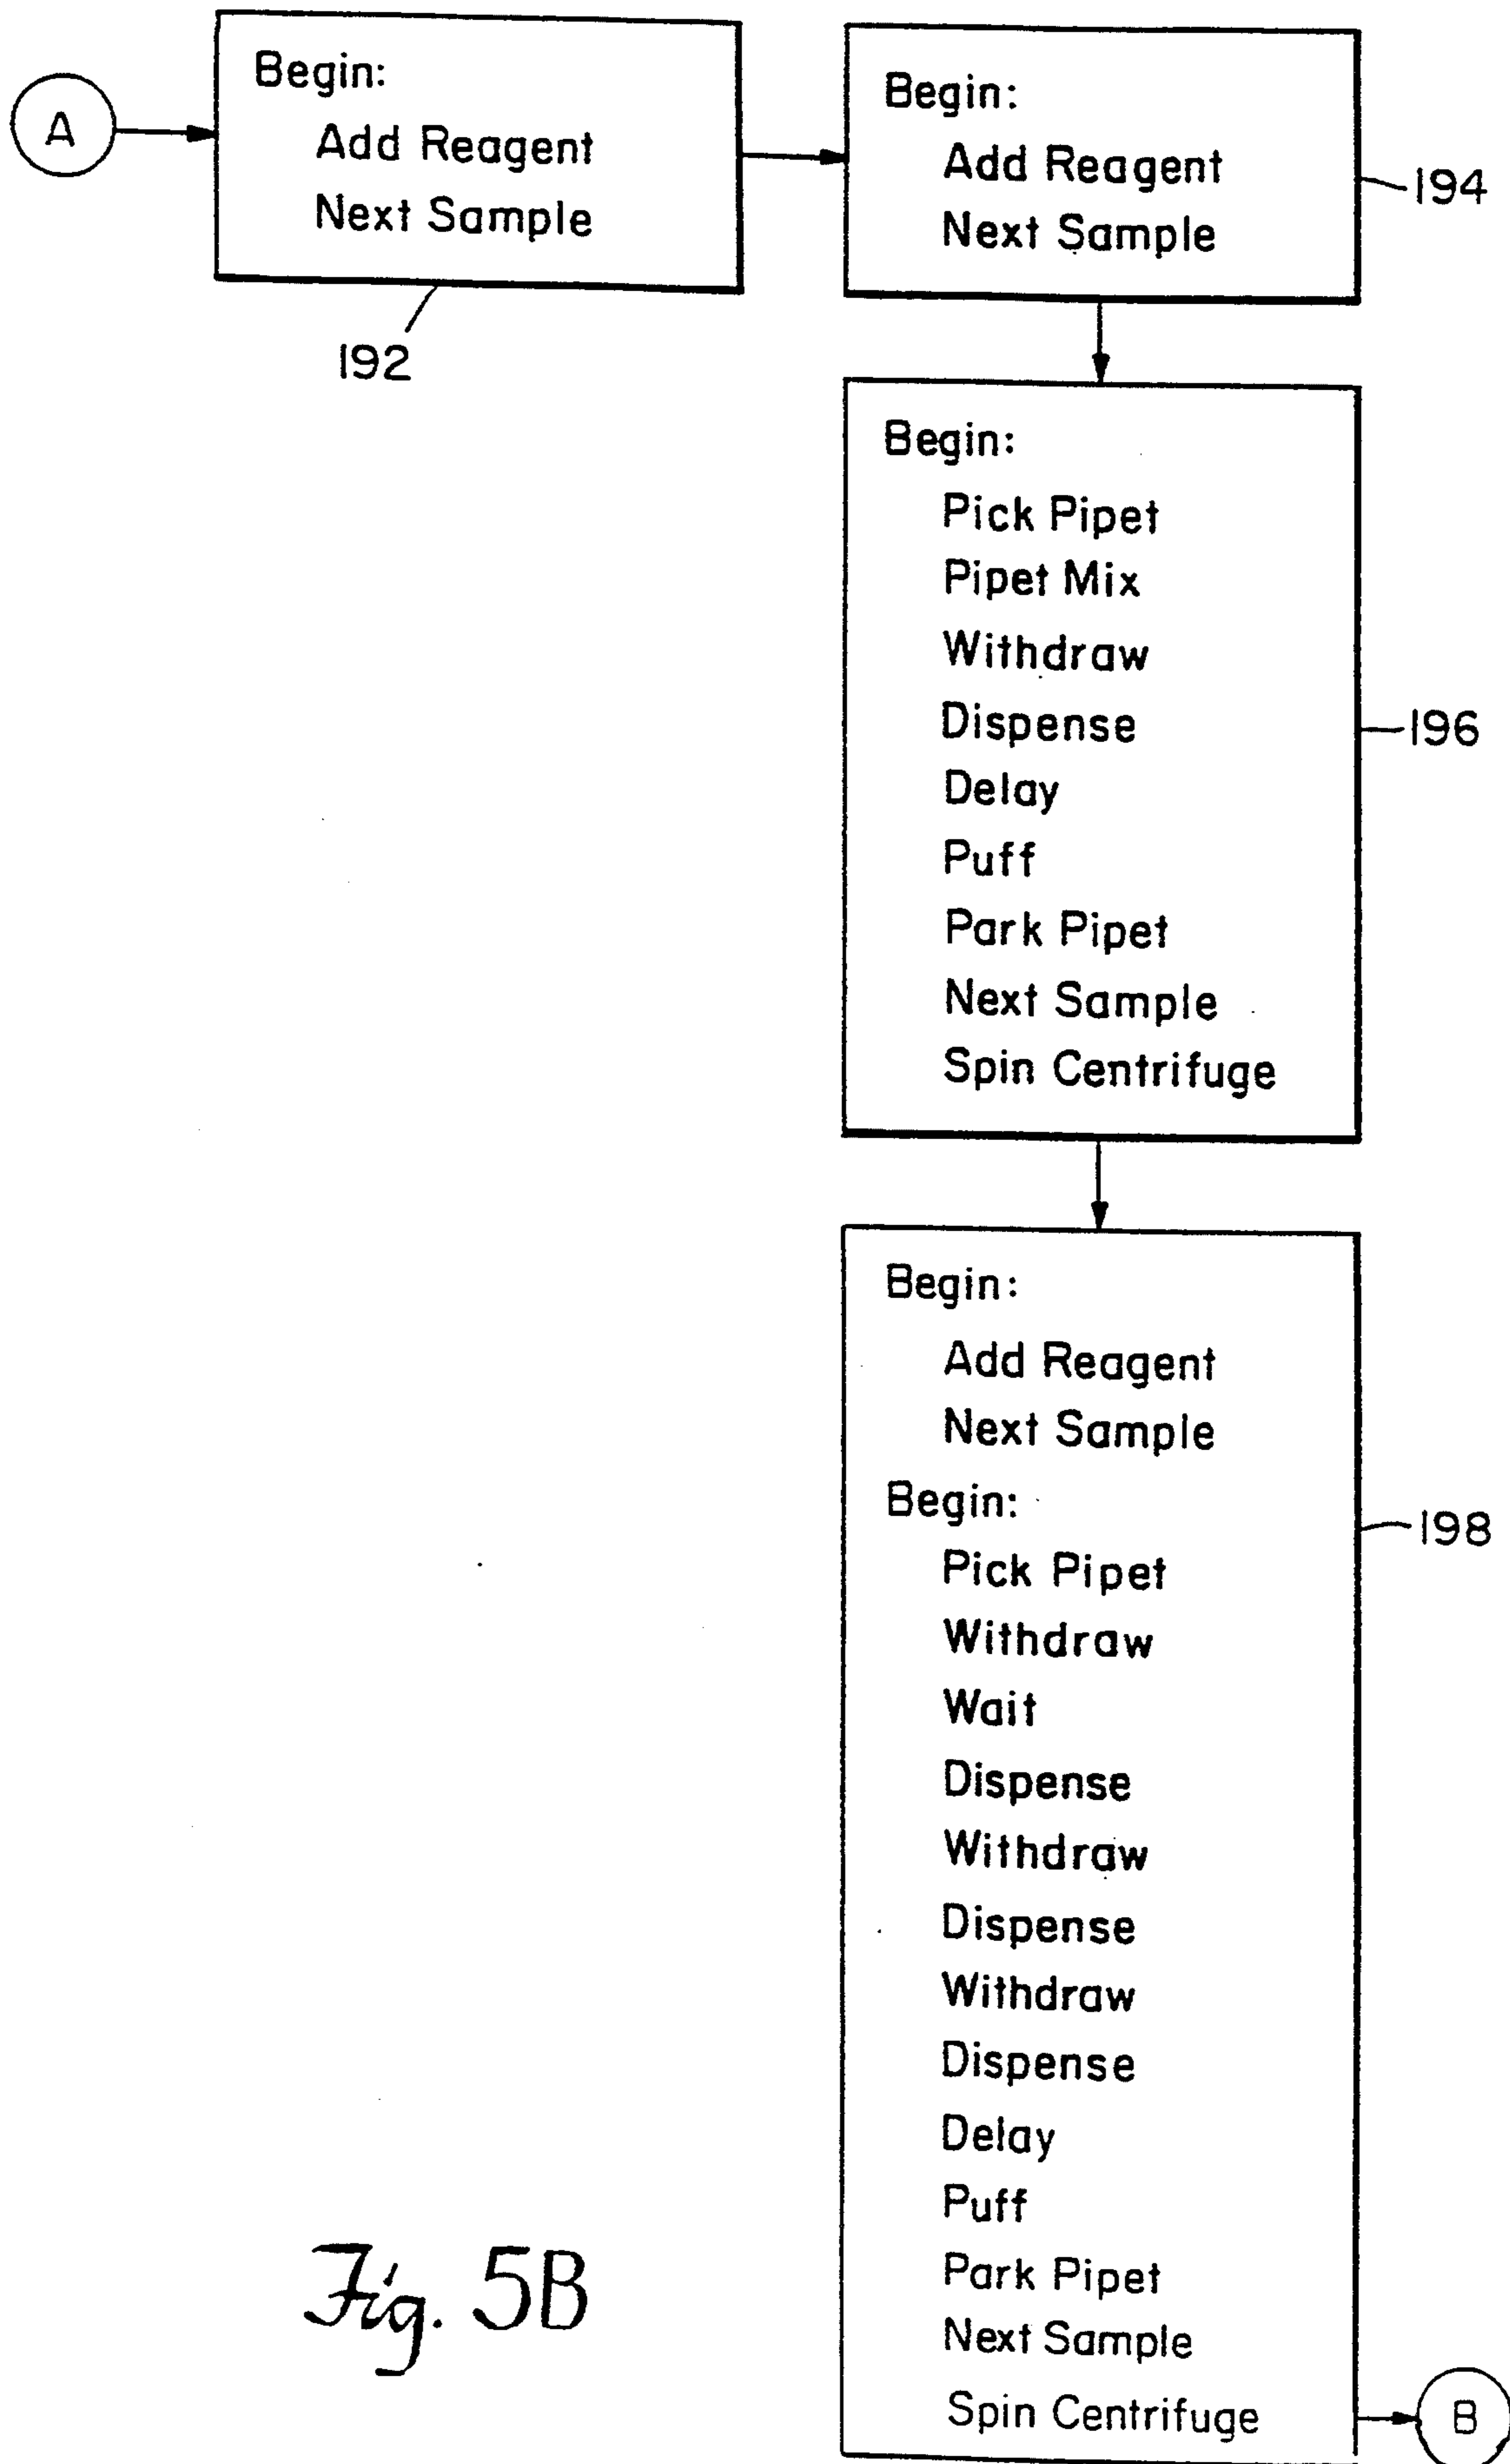 A
Begin:
Add Reagent
Next Sample
192
Begin:
Add Reagent
Next Sample
194
Begin:
Pick Pipet
Pipet Mix
Withdraw
Dispense
Delay
Puff
Park Pipet
Next Sample
Spin Centrifuge
196
Begin:
Add Reagent
Next Sample
Begin:
Pick Pipet
Withdraw
Wait
Dispense
Withdraw
Dispense
Withdraw
Dispense
Delay
Puff
Park Pipet
Next Sample
Spin Centrifuge
198
B
Fig. 5B